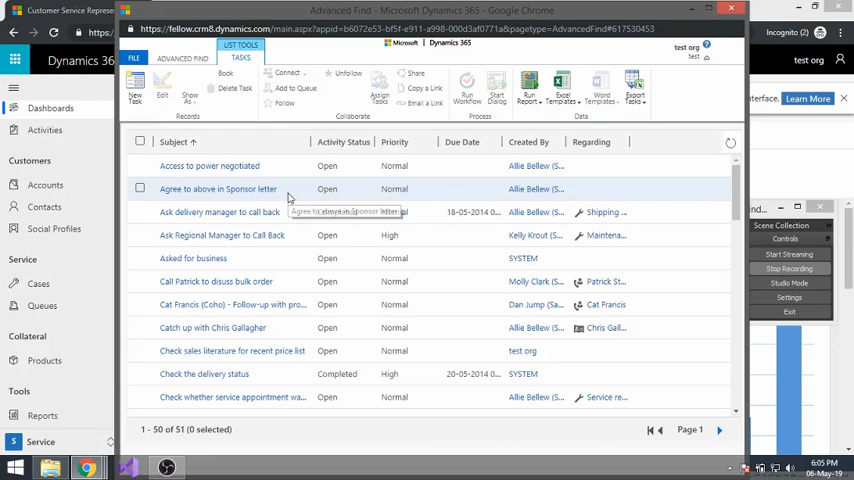 Customer Service Represe
Advanced Find - Microsoft Dynamics 365 - Google Chrome
https://
https://fellow.crm8.dynamics.com/main.aspx?appid=b6072e53-bf5f-e911-a998-000d3af0771a&pagetype=AdvancedFind#617530453
Incognito (2)
Dynamics 36
LIST TOOLS
Microsoft Dynamics 365
test org
test
FILE
ADVANCED FIND
TASKS
test org
New Task
Edit
Show As
Book
Delete Task
Records
Connect
Unfollow
Add to Queue
Follow
Assign Tasks
Share
Copy a Link
Email a Link
Collaborate
Run Workflow
Start Dialog
Process
Run Report
Excel Templates
Word Templates
Export Tasks
Data
terface.
Learn More
Dashboards
Activities
Customers
Accounts
Contacts
Social Profiles
Service
Cases
Queues
Collateral
Products
Tools
Reports
S Service
Subject
Activity Status
Priority
Due Date
Created By
Regarding
Access to power negotiated Open Normal Allie Bellew (S...
Agree to above in Sponsor letter Open Normal Allie Bellew (S...
Agree to above in Sponsor letter
Ask delivery manager to call back 18-05-2014 0... Allie Bellew (S... Shipping ...
Ask Regional Manager to Call Back Open High Kelly Krout (S... Maintena...
Asked for business Open Normal SYSTEM
Call Patrick to disuss bulk order Open Normal Molly Clark (S... Patrick St...
Cat Francis (Coho) - Follow-up with pro... Open Normal Dan Jump (Sa... Cat Francis
Catch up with Chris Gallagher Open Normal Allie Bellew (S... Chris Gall...
Check sales literature for recent price list Open Normal test org
Check the delivery status Completed High 20-05-2014 0... SYSTEM
Check whether service appointment wa... Open Normal Allie Bellew (S... Service re...
1 - 50 of 51 (0 selected)
Page 1
ind...
Scene Collection
Controls
Start Streaming
Stop Recording
Studio Mode
Settings
Exit
6:05 PM
06-May-19